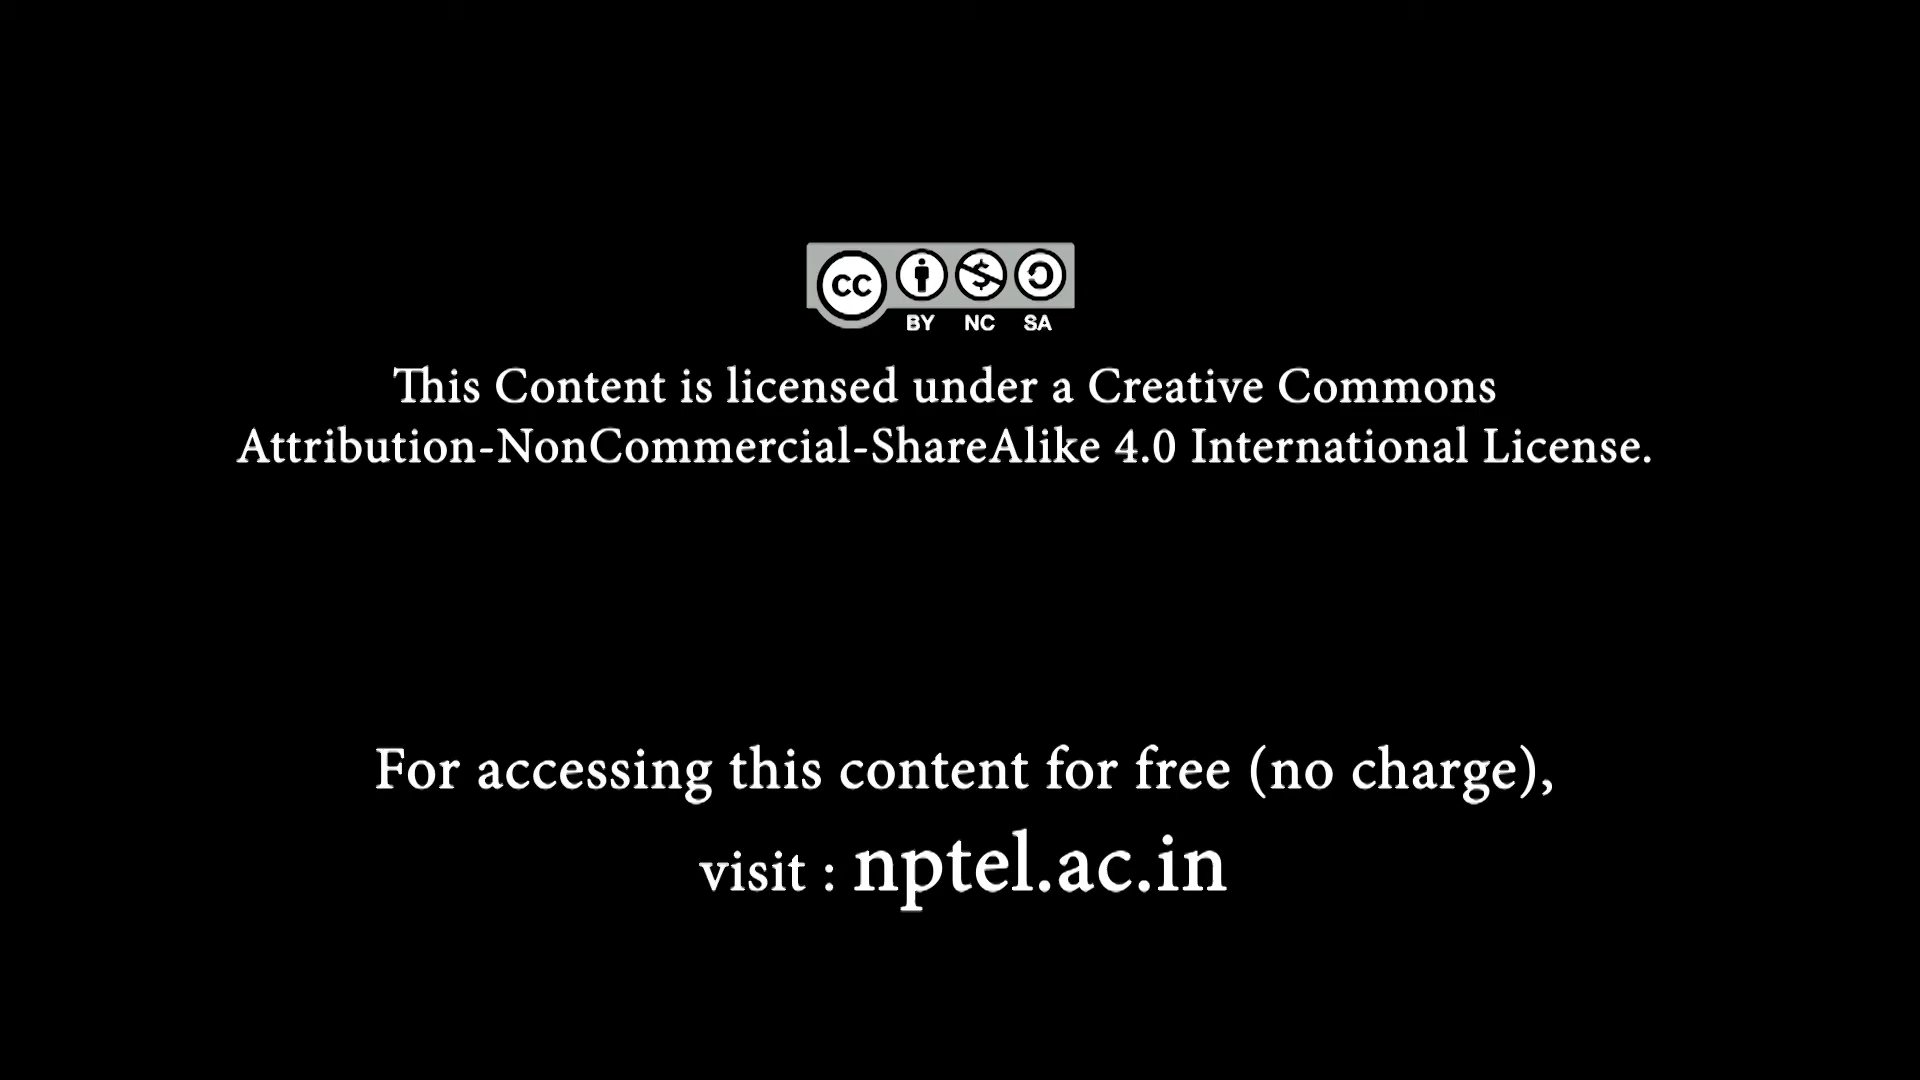 cc
BY NC SA
This Content is licensed under a Creative Commons
Attribution-NonCommercial-ShareAlike 4.0 International License.
For accessing this content for free (no charge),
visit : nptel.ac.in